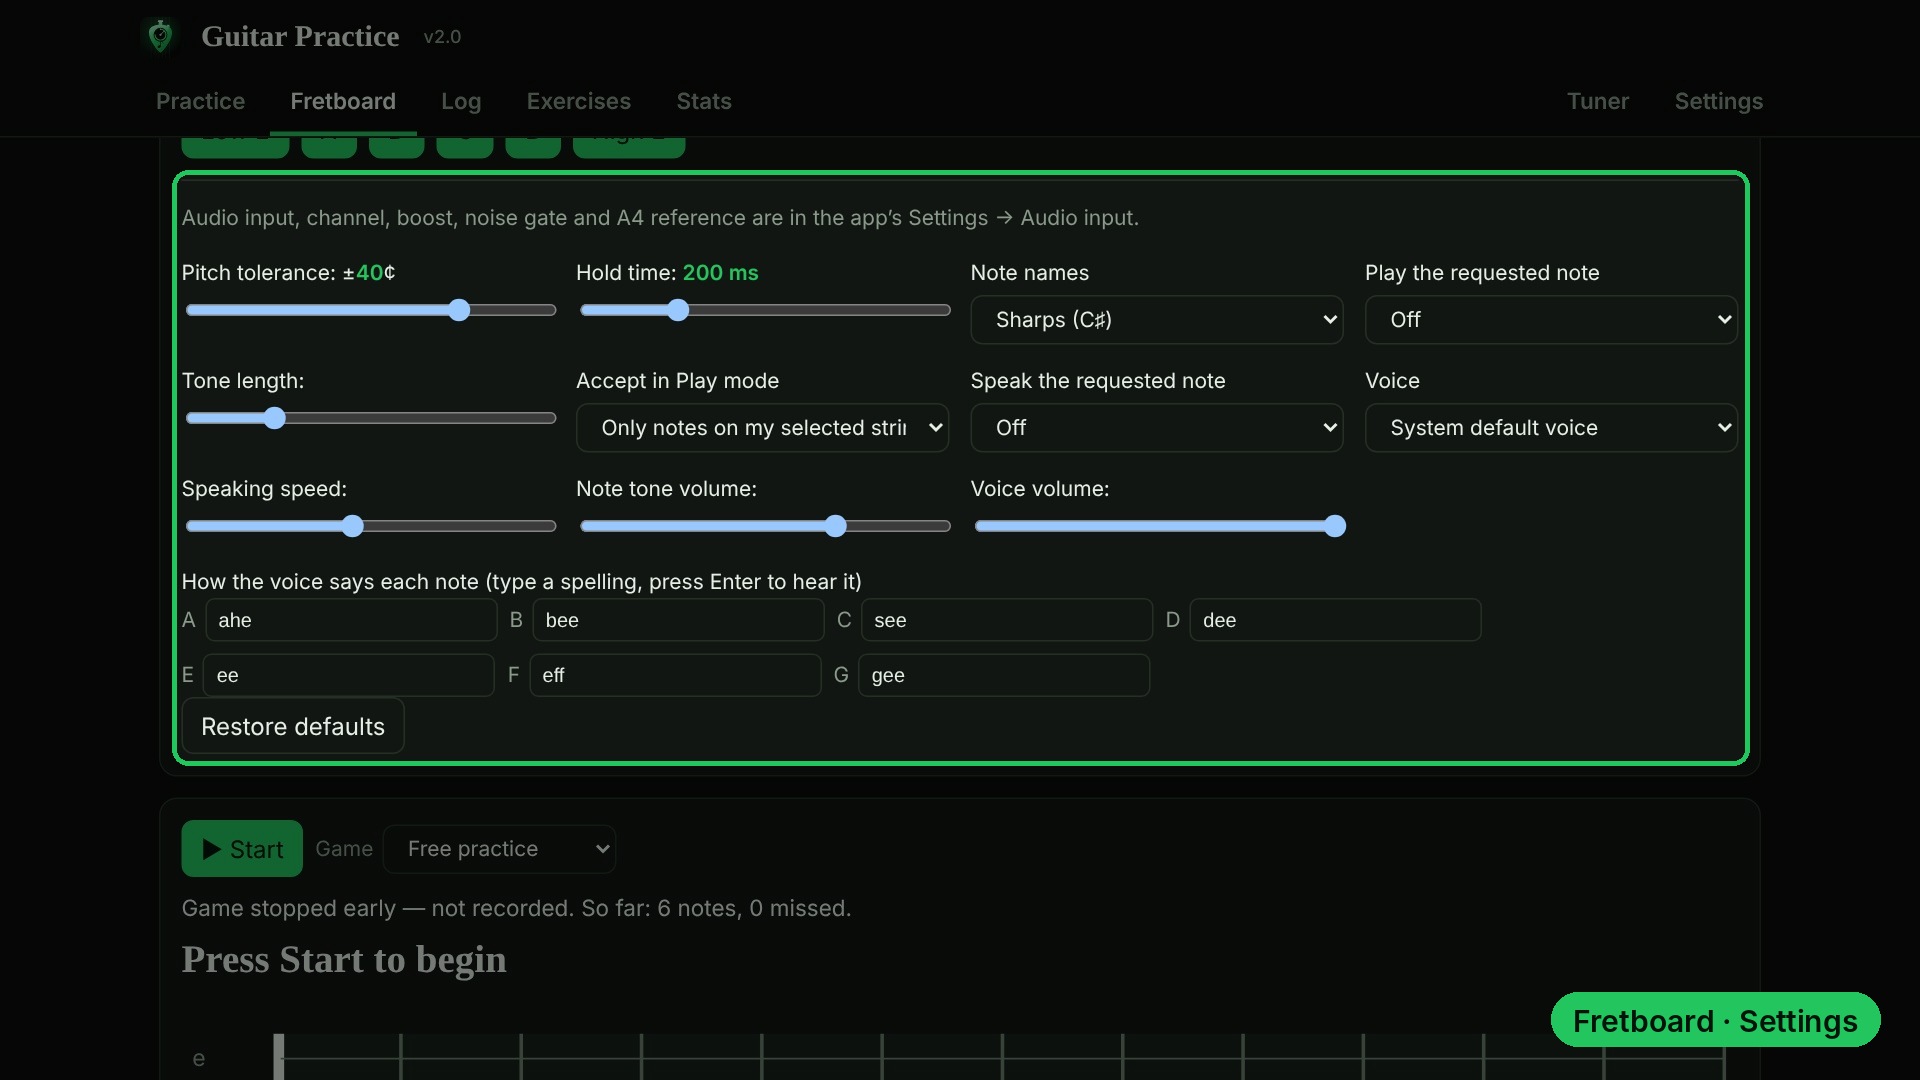 Guitar Practice v2.0
Practice Fretboard Log Exercises Stats Tuner Settings
Audio input, channel, boost, noise gate and A4 reference are in the app's Settings → Audio input.
Pitch tolerance: ±40¢ Hold time: 200 ms Note names Play the requested note
Sharps (C♯) Off
Tone length: Accept in Play mode Speak the requested note Voice
Only notes on my selected strin Off System default voice
Speaking speed: Note tone volume: Voice volume:
How the voice says each note (type a spelling, press Enter to hear it)
A ahe B bee C see D dee
E ee F eff G gee
Restore defaults
▶ Start Game Free practice
Game stopped early — not recorded. So far: 6 notes, 0 missed.
Press Start to begin
Fretboard · Settings
e